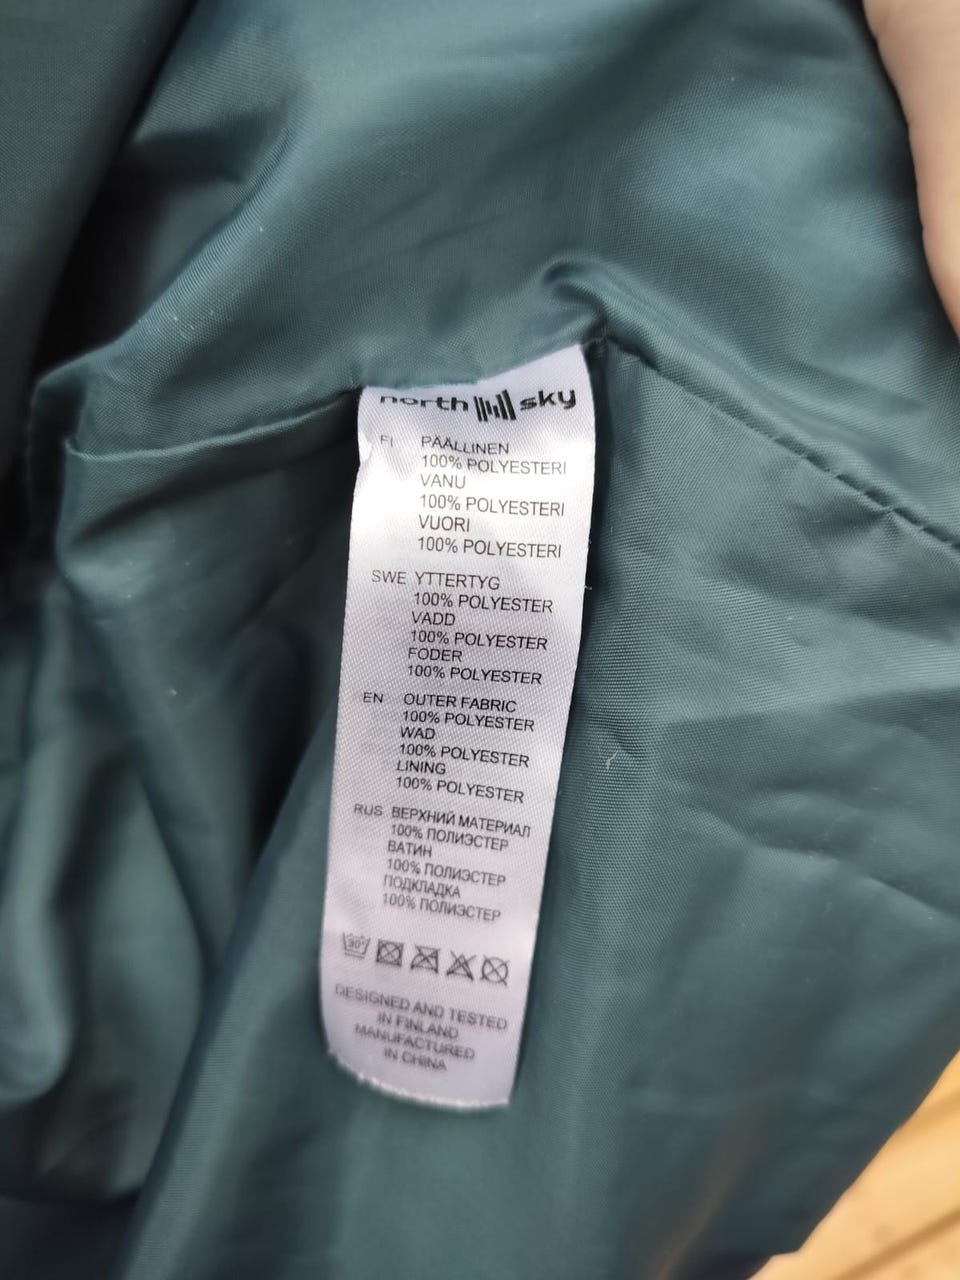 north sky
FI PÄÄLLINEN
100% POLYESTERI
VANU
100% POLYESTERI
VUORI
100% POLYESTERI
SWE YTTERTYG
100% POLYESTER
VADD
100% POLYESTER
FODER
100% POLYESTER
EN OUTER FABRIC
100% POLYESTER
WAD
100% POLYESTER
LINING
100% POLYESTER
RUS ВЕРХНИЙ МАТЕРИАЛ
100% ПОЛИЭСТЕР
ВАТИН
100% ПОЛИЭСТЕР
ПОДКЛАДКА
100% ПОЛИЭСТЕР
30°
DESIGNED AND TESTED
IN FINLAND
MANUFACTURED
IN CHINA